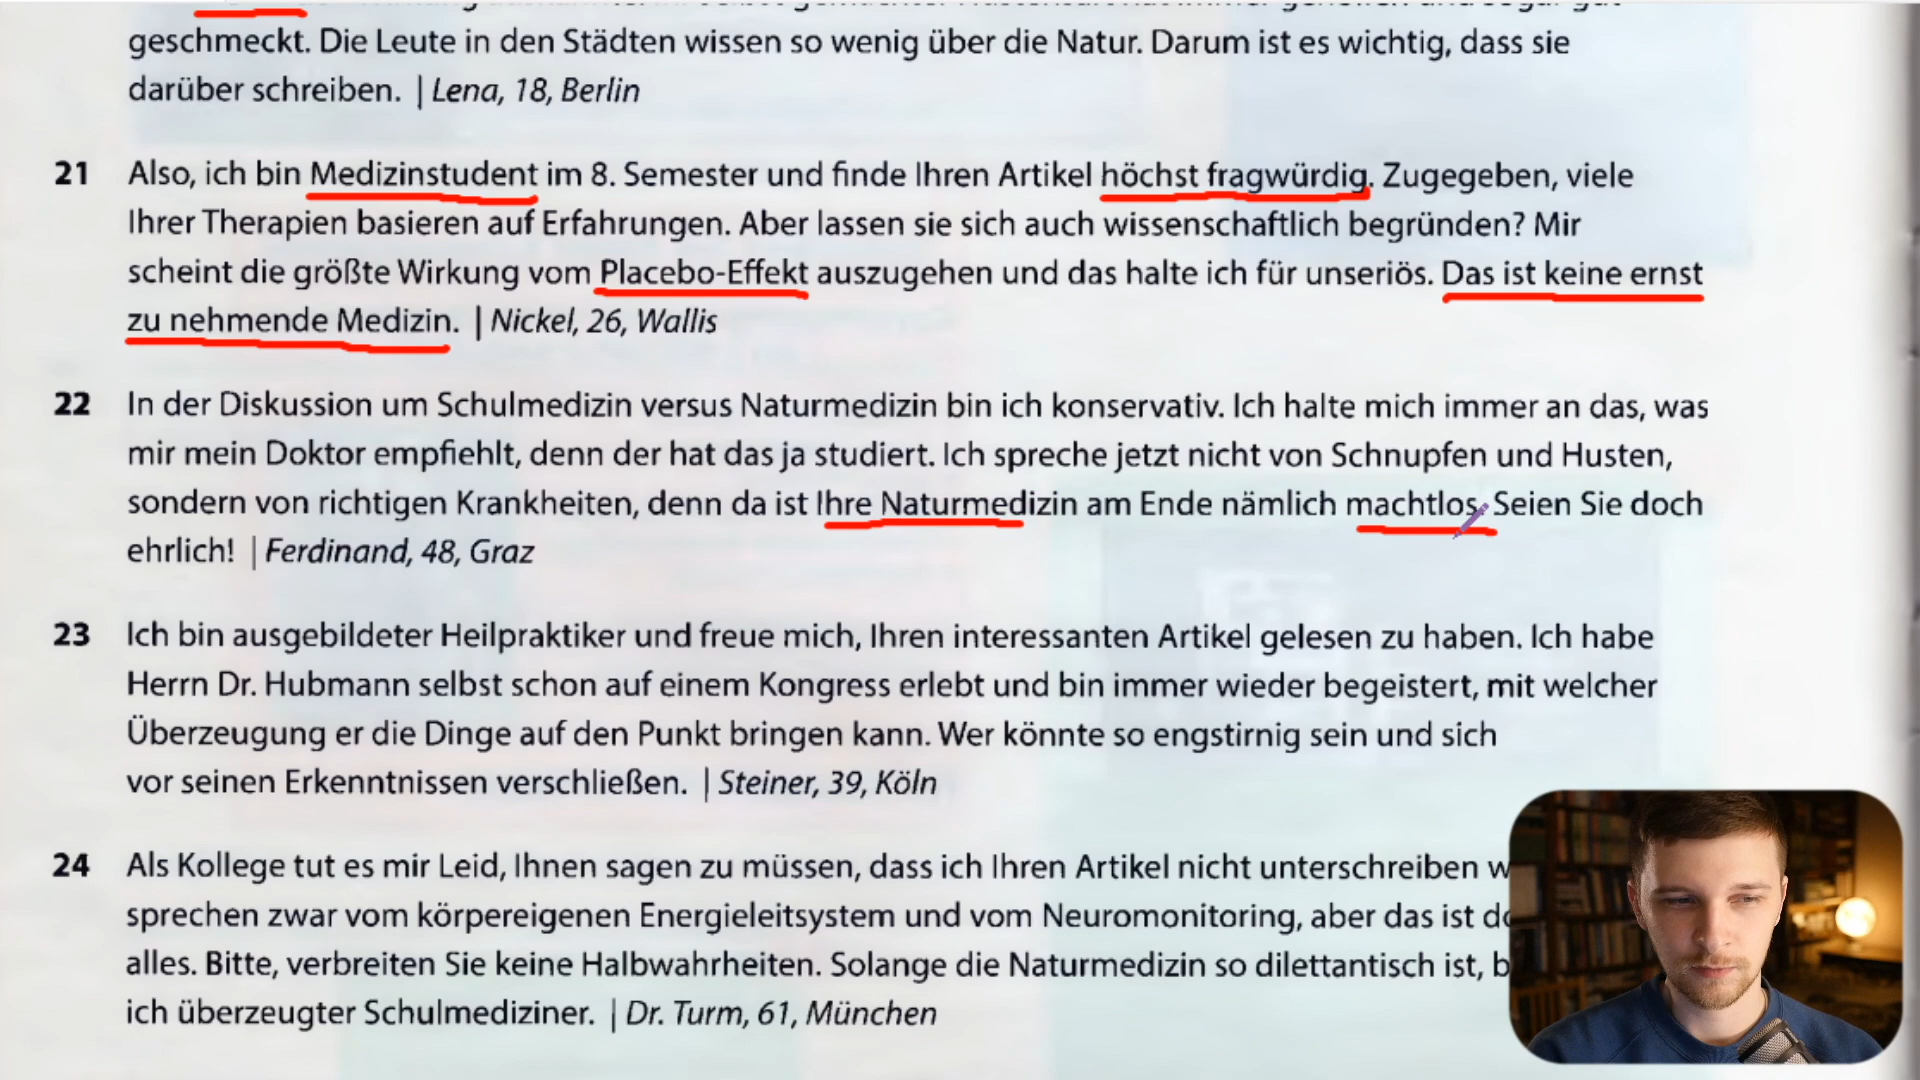 geschmeckt. Die Leute in den Städten wissen so wenig über die Natur. Darum ist es wichtig, dass sie
darüber schreiben. | Lena, 18, Berlin
21 Also, ich bin Medizinstudent im 8. Semester und finde Ihren Artikel höchst fragwürdig. Zugegeben, viele
Ihrer Therapien basieren auf Erfahrungen. Aber lassen sie sich auch wissenschaftlich begründen? Mir
scheint die größte Wirkung vom Placebo-Effekt auszugehen und das halte ich für unseriös. Das ist keine ernst
zu nehmende Medizin. | Nickel, 26, Wallis
22 In der Diskussion um Schulmedizin versus Naturmedizin bin ich konservativ. Ich halte mich immer an das, was
mir mein Doktor empfiehlt, denn der hat das ja studiert. Ich spreche jetzt nicht von Schnupfen und Husten,
sondern von richtigen Krankheiten, denn da ist Ihre Naturmedizin am Ende nämlich machtlos. Seien Sie doch
ehrlich! | Ferdinand, 48, Graz
23 Ich bin ausgebildeter Heilpraktiker und freue mich, Ihren interessanten Artikel gelesen zu haben. Ich habe
Herrn Dr. Hubmann selbst schon auf einem Kongress erlebt und bin immer wieder begeistert, mit welcher
Überzeugung er die Dinge auf den Punkt bringen kann. Wer könnte so engstirnig sein und sich
vor seinen Erkenntnissen verschließen. | Steiner, 39, Köln
24 Als Kollege tut es mir Leid, Ihnen sagen zu müssen, dass ich Ihren Artikel nicht unterschreiben
sprechen zwar vom körpereigenen Energieleitsystem und vom Neuromonitoring, aber das ist
alles. Bitte, verbreiten Sie keine Halbwahrheiten. Solange die Naturmedizin so dilettantisch ist,
ich überzeugter Schulmediziner. | Dr. Turm, 61, München